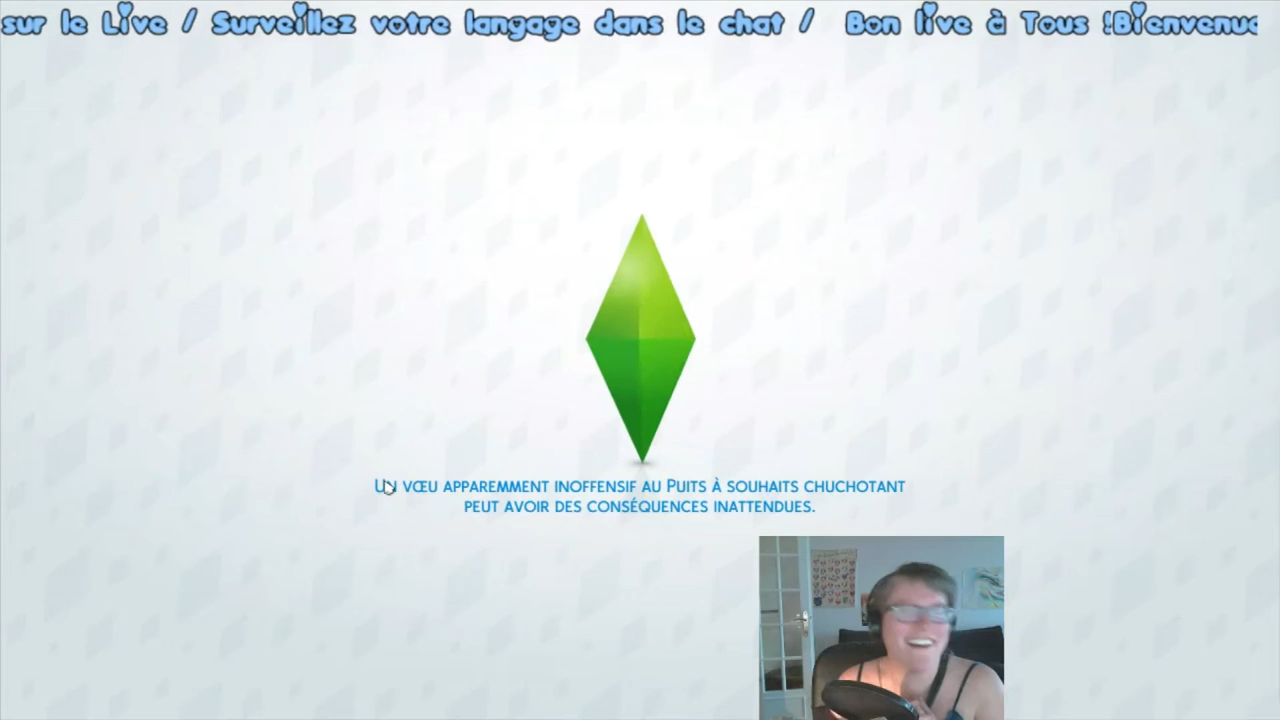 sur le Live / Surveillez votre langage dans le chat / Bon live à Tous !Bienvenue
Un vœu apparemment inoffensif au Puits à souhaits chuchotant
peut avoir des conséquences inattendues.